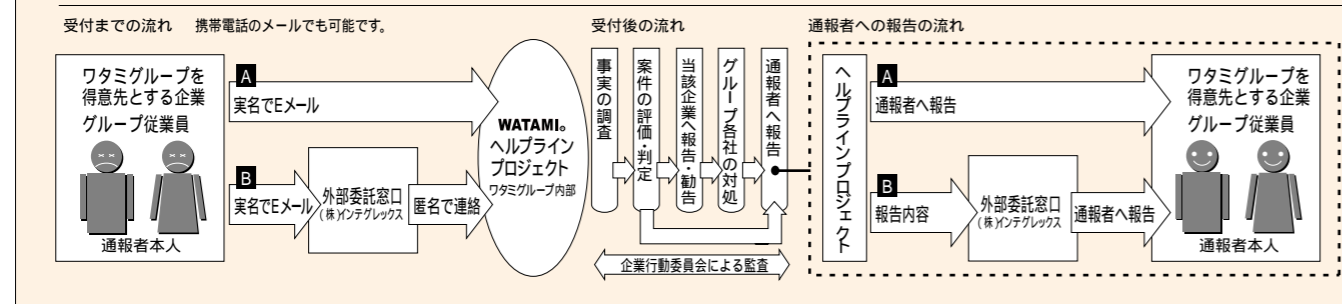 受付までの流れ 携帯電話のメールでも可能です。
ワタミグループを
得意先とする企業
グループ従業員
通報者本人
A
実名でEメール
B
実名でEメール
外部委託窓口
(株)インテグレックス
匿名で連絡
WATAMI。
ヘルプライン
プロジェクト
ワタミグループ内部
受付後の流れ
事実の調査
案件の評価・判定
当該企業へ報告・勧告
グループ各社の対処
通報者へ報告
企業行動委員会による監査
通報者への報告の流れ
ヘルプラインプロジェクト
A
通報者へ報告
B
報告内容
外部委託窓口
(株)インテグレックス
通報者へ報告
ワタミグループを
得意先とする企業
グループ従業員
通報者本人